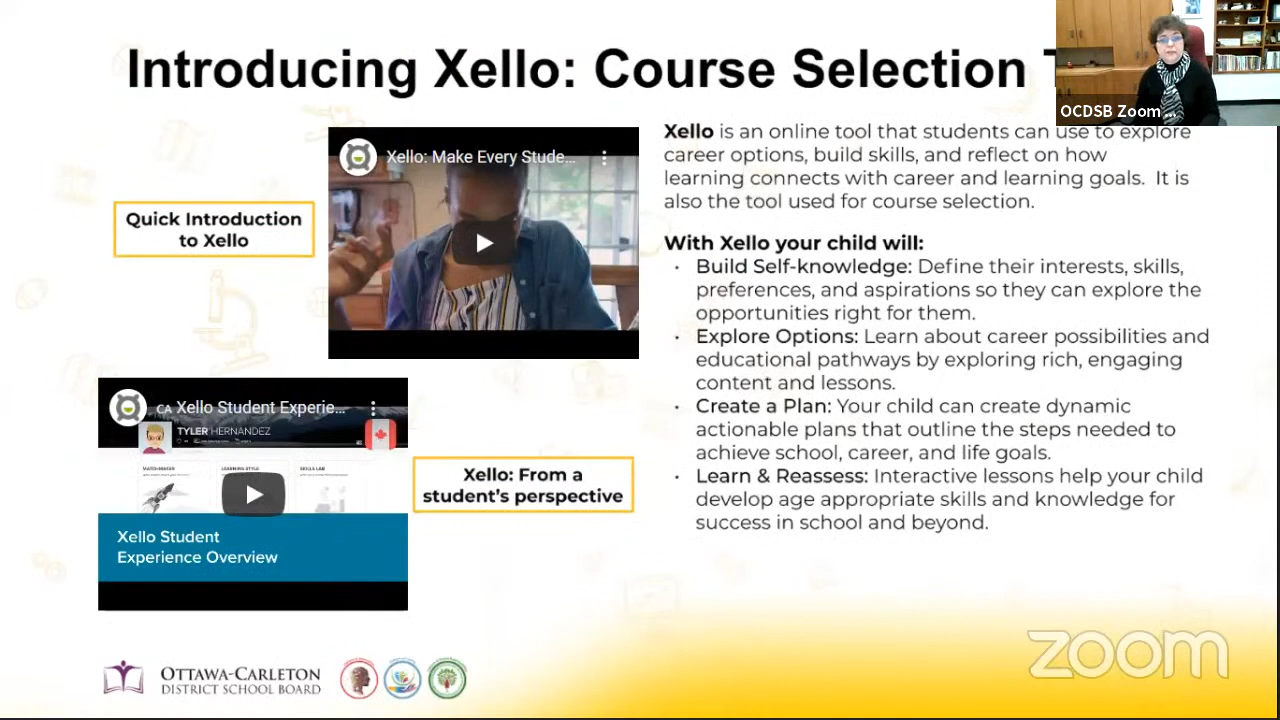 Introducing Xello: Course Selection
OCDSB Zoom ...
Xello: Make Every Stude...
Quick Introduction
to Xello
Xello is an online tool that students can use to explore
career options, build skills, and reflect on how
learning connects with career and learning goals. It is
also the tool used for course selection.
With Xello your child will:
· Build Self-knowledge: Define their interests, skills,
preferences, and aspirations so they can explore the
opportunities right for them.
· Explore Options: Learn about career possibilities and
educational pathways by exploring rich, engaging
content and lessons.
· Create a Plan: Your child can create dynamic
actionable plans that outline the steps needed to
achieve school, career, and life goals.
· Learn & Reassess: Interactive lessons help your child
develop age appropriate skills and knowledge for
success in school and beyond.
CA Xello Student Experie...
TYLER HERNANDEZ
MATCHMAKER LEARNING STYLE SKILLS LAB
Xello Student
Experience Overview
Xello: From a
student's perspective
OTTAWA-CARLETON
DISTRICT SCHOOL BOARD
zoom